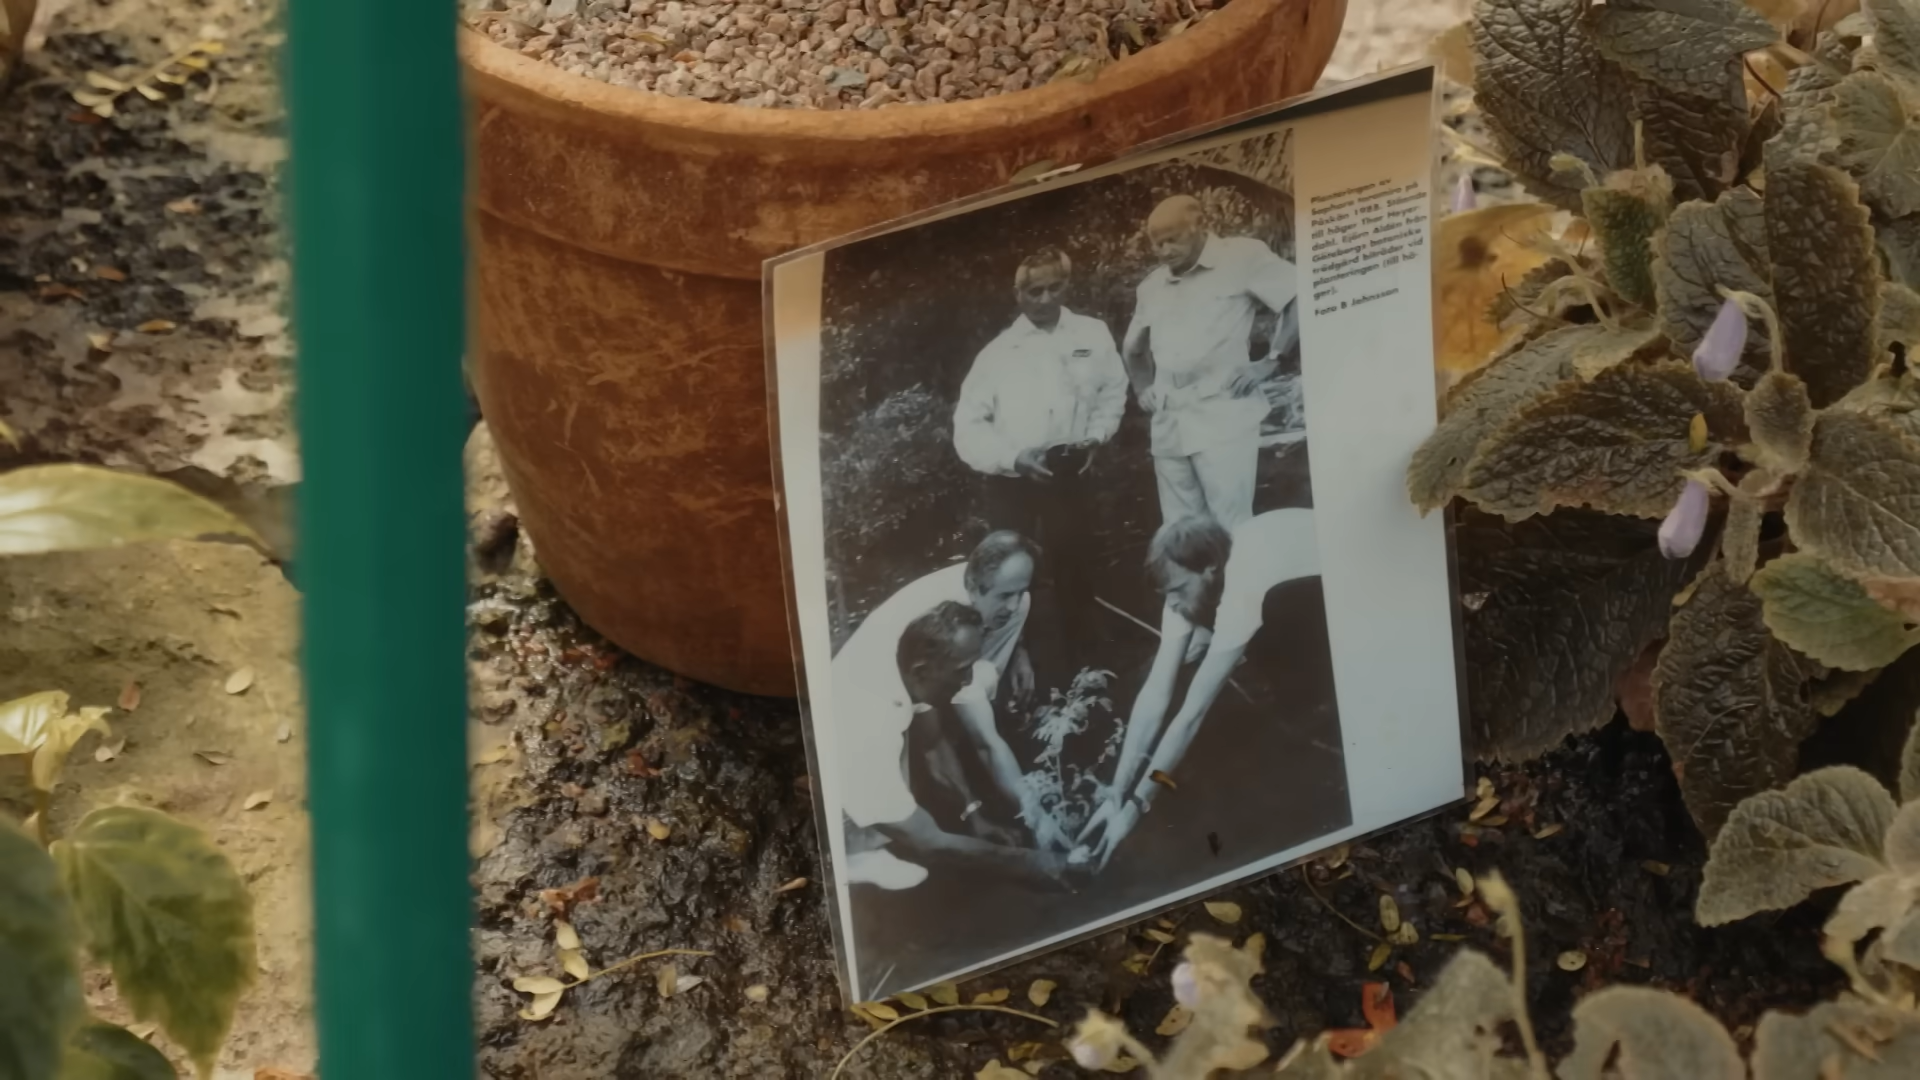 Planteringen av
Sophora toromiro på
Påskön 1988. Stående
till höger Thor Heyer-
dahl. Björn Aldén från
Göteborgs botaniska
trädgård biträder vid
planteringen (till hö-
ger).
Foto B Johnsson